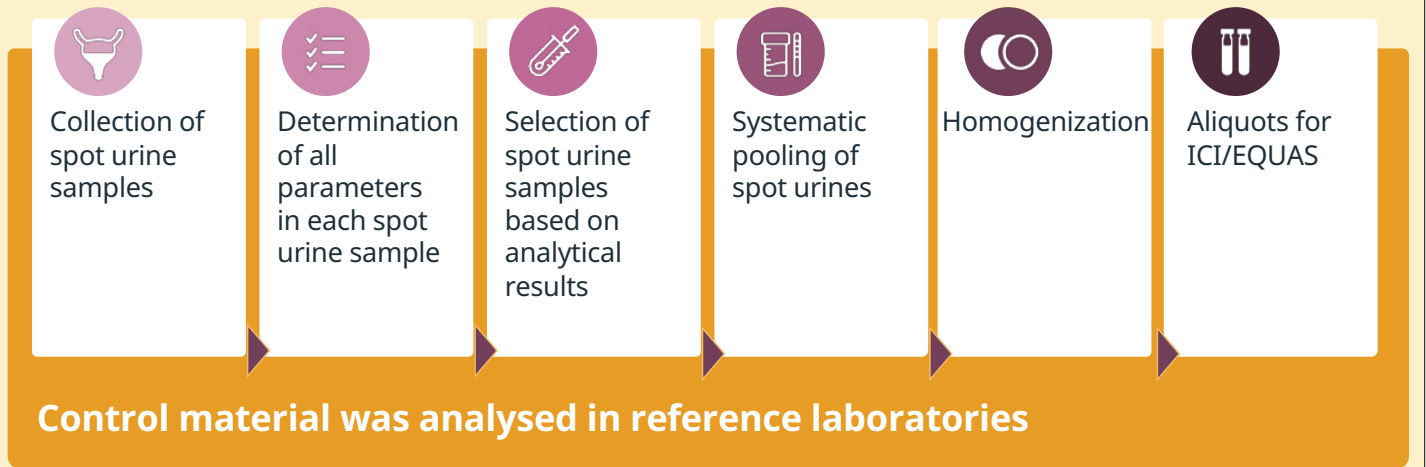 Collection of
spot urine
samples
Determination
of all
parameters
in each spot
urine sample
Selection of
spot urine
samples
based on
analytical
results
Systematic
pooling of
spot urines
Homogenization
Aliquots for
ICI/EQUAS
Control material was analysed in reference laboratories